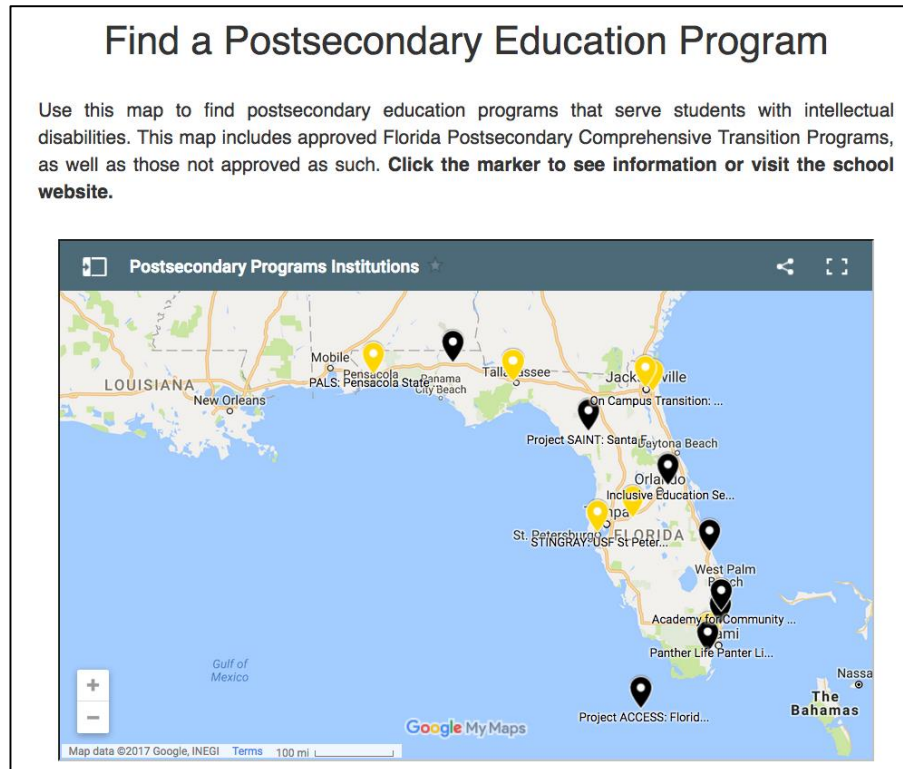 Find a Postsecondary Education Program
Use this map to find postsecondary education programs that serve students with intellectual
disabilities. This map includes approved Florida Postsecondary Comprehensive Transition Programs,
as well as those not approved as such. Click the marker to see information or visit the school
website.
Postsecondary Programs Institutions
Mobile
Pensacola
PALS: Pensacola State...
Panama
City Beach
LOUISIANA
New Orleans
On Campus Transition: ...
Project SAINT: Santa F...
Daytona Beach
Orlando
Inclusive Education Se...
St. Petersburg
FLORIDA
STINGRAY: USF St Peter...
West Palm
Academy for Community ...
Panther Life Panter Li...
Gulf of
Mexico
Project ACCESS: Florid...
Nassa
The
Bahamas
Google My Maps
Map data ©2017 Google, INEGI Terms 100 mi